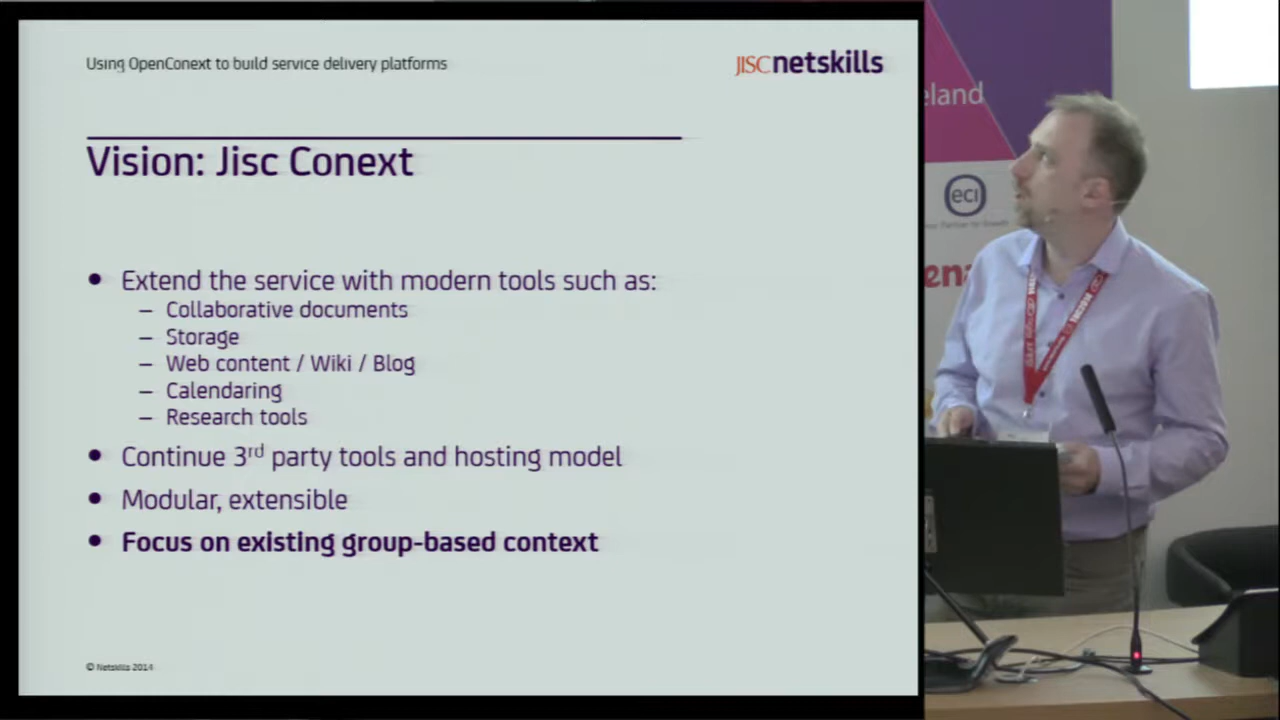 Using OpenConext to build service delivery platforms
JISCnetskills
Vision: Jisc Conext
• Extend the service with modern tools such as:
– Collaborative documents
– Storage
– Web content / Wiki / Blog
– Calendaring
– Research tools
• Continue 3rd party tools and hosting model
• Modular, extensible
• Focus on existing group-based context
© Netskills 2014
eland
eci
ena